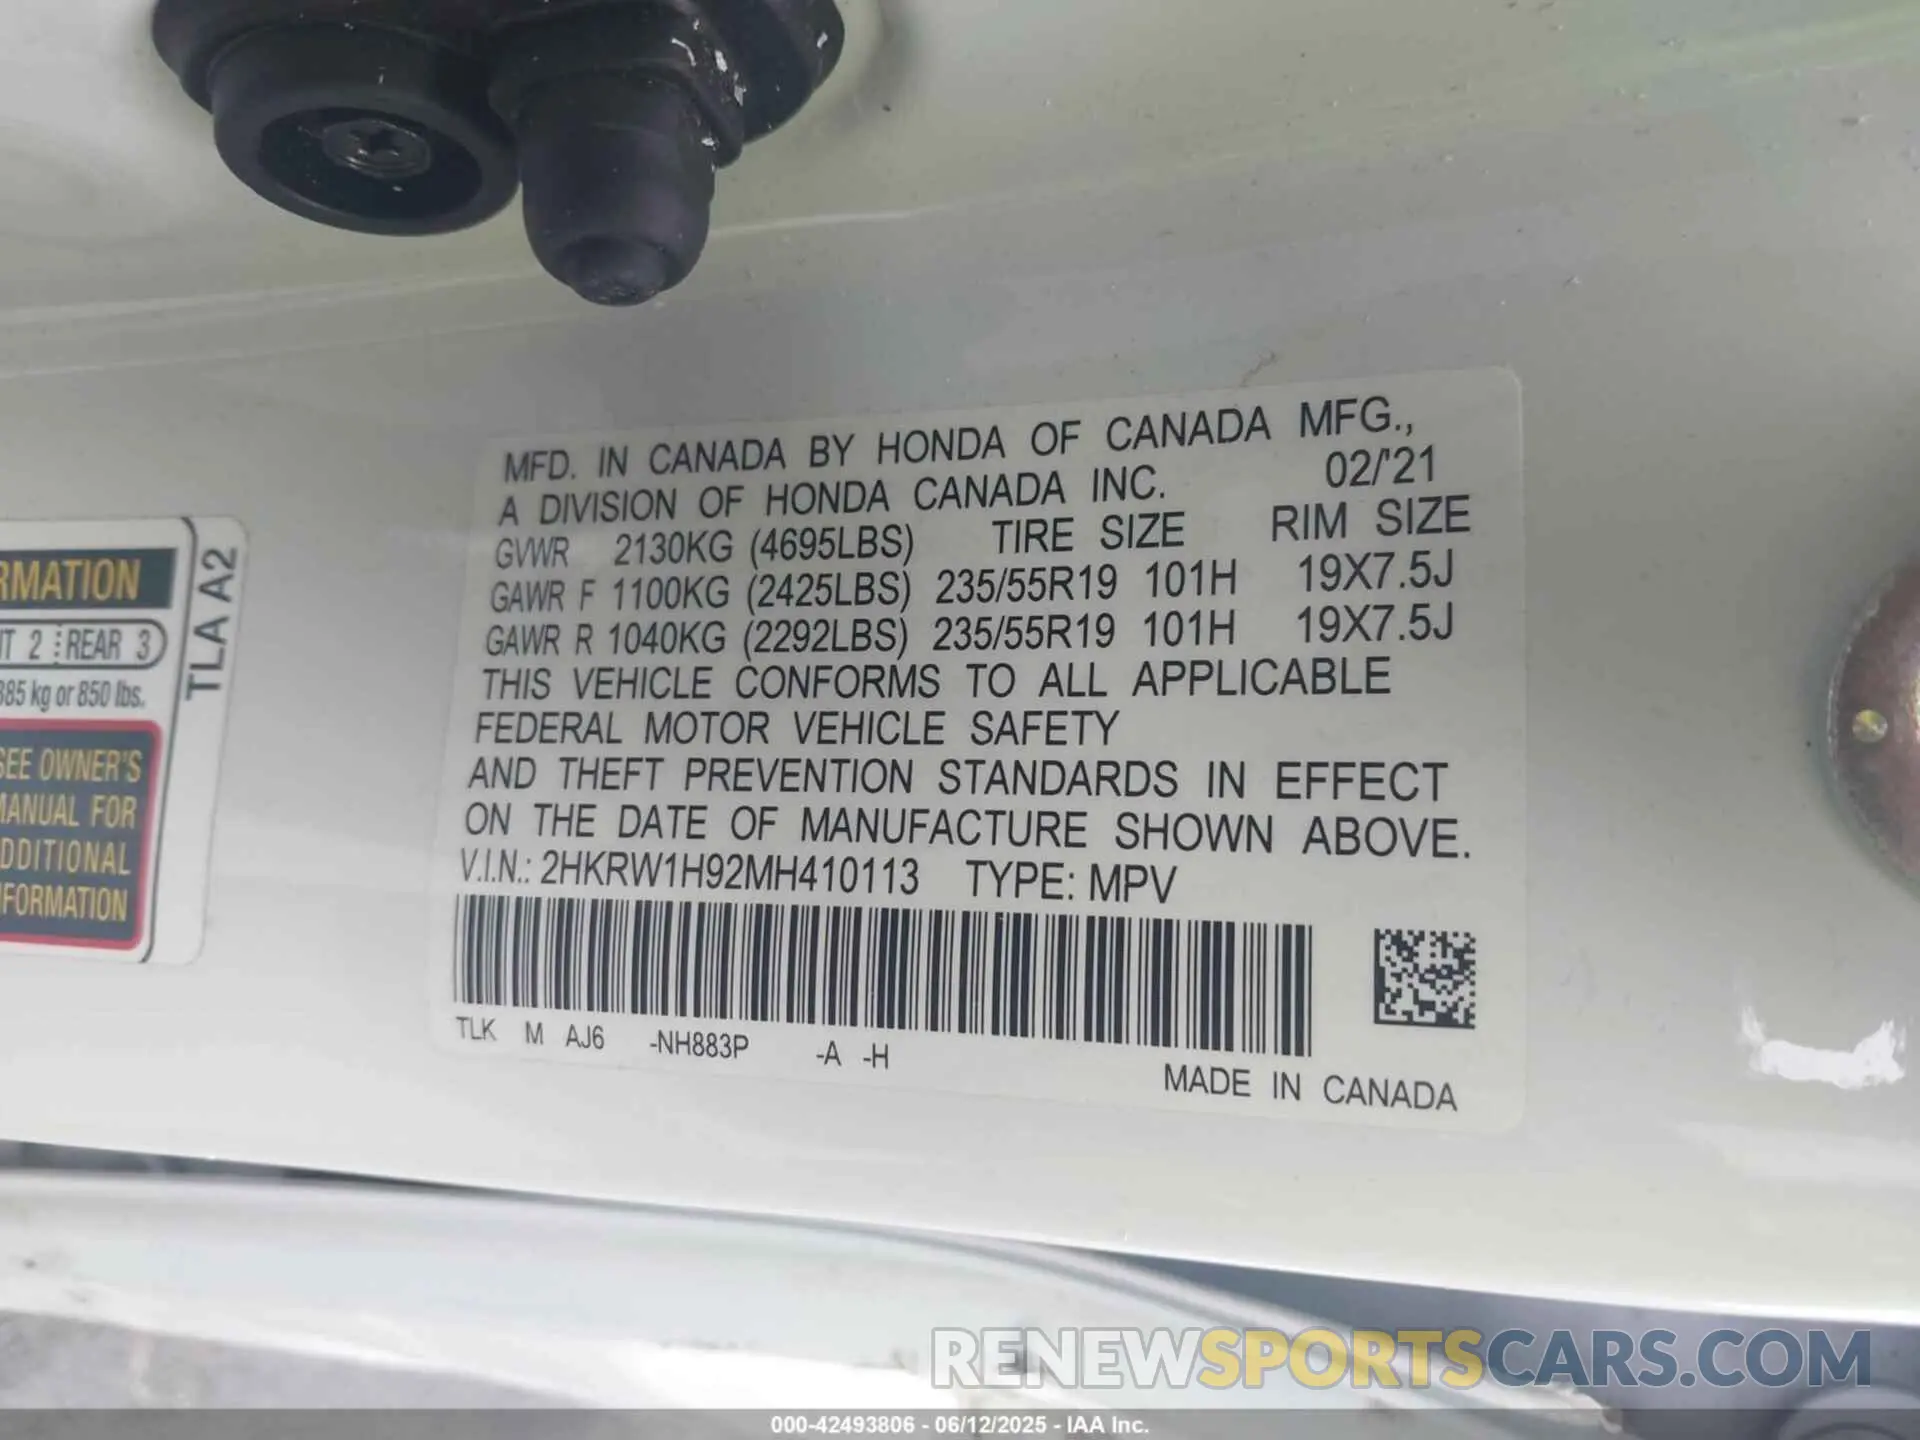 MFD. IN CANADA BY HONDA OF CANADA MFG.,
A DIVISION OF HONDA CANADA INC. 02/'21
GVWR 2130KG (4695LBS) TIRE SIZE RIM SIZE
GAWR F 1100KG (2425LBS) 235/55R19 101H 19X7.5J
GAWR R 1040KG (2292LBS) 235/55R19 101H 19X7.5J
THIS VEHICLE CONFORMS TO ALL APPLICABLE
FEDERAL MOTOR VEHICLE SAFETY
AND THEFT PREVENTION STANDARDS IN EFFECT
ON THE DATE OF MANUFACTURE SHOWN ABOVE.
V.I.N.: 2HKRW1H92MH410113 TYPE: MPV
TLK M AJ6 -NH883P -A -H
MADE IN CANADA
RMATION
T 2 REAR 3
385 kg or 850 lbs.
SEE OWNER'S
MANUAL FOR
DDITIONAL
FORMATION
TLA A2
RENEWSPORTSCARS.COM
000-42493806 - 06/12/2025 - IAA Inc.